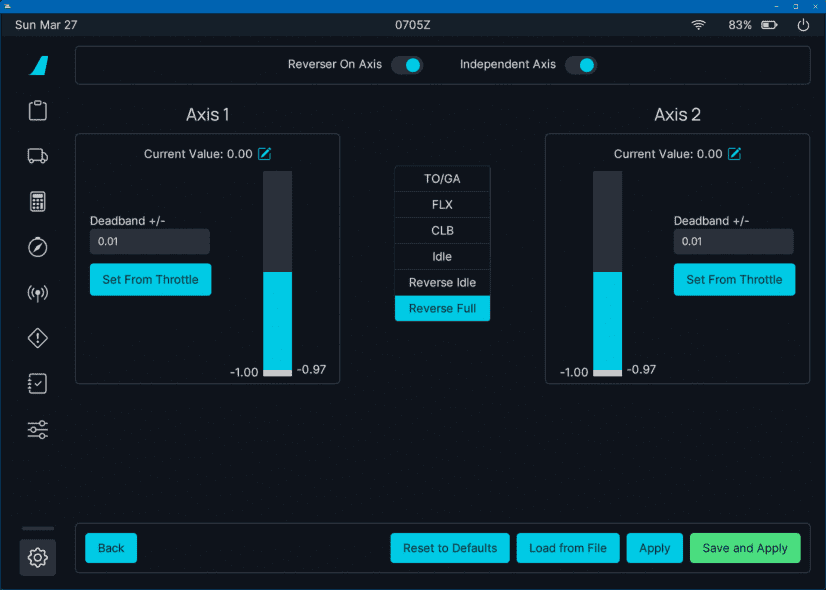 Sun Mar 27
0705Z
83%
Reverser On Axis
Independent Axis
Axis 1
Axis 2
Current Value: 0.00
Deadband +/-
0.01
Set From Throttle
-1.00
-0.97
TO/GA
FLX
CLB
Idle
Reverse Idle
Reverse Full
Current Value: 0.00
Deadband +/-
0.01
Set From Throttle
-1.00
-0.97
Back
Reset to Defaults
Load from File
Apply
Save and Apply